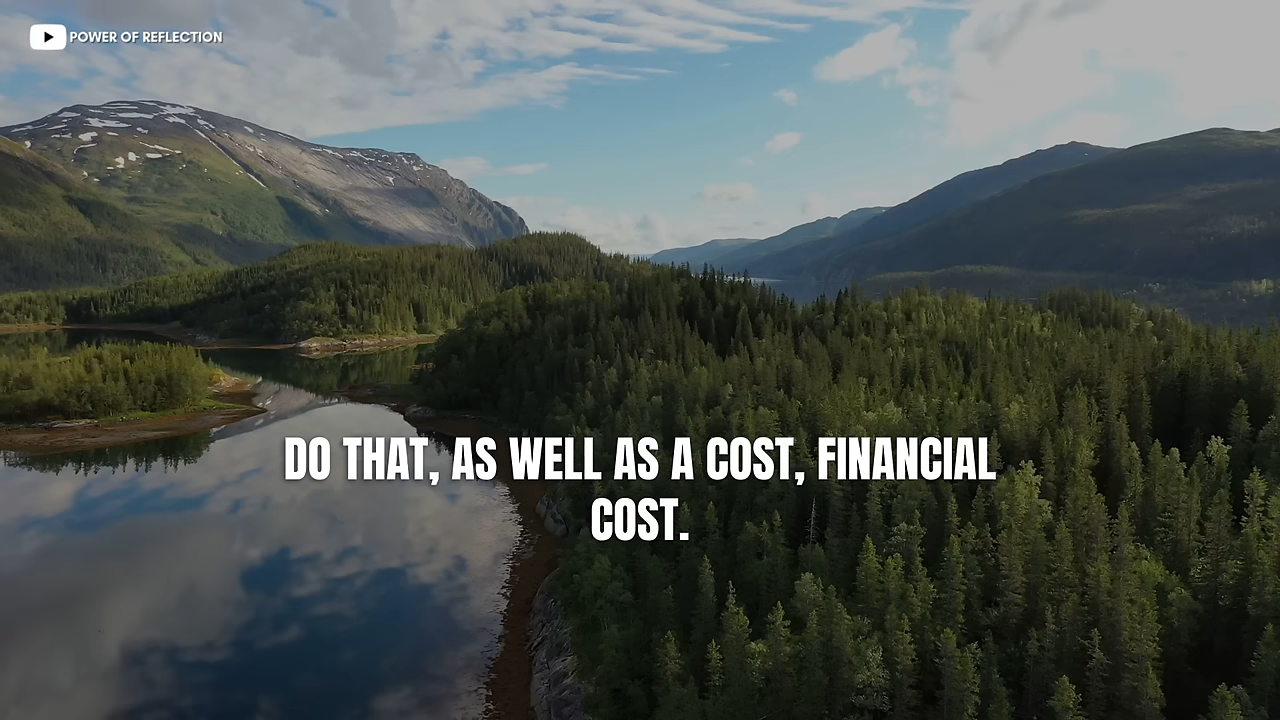 POWER OF REFLECTION
DO THAT, AS WELL AS A COST, FINANCIAL
COST.